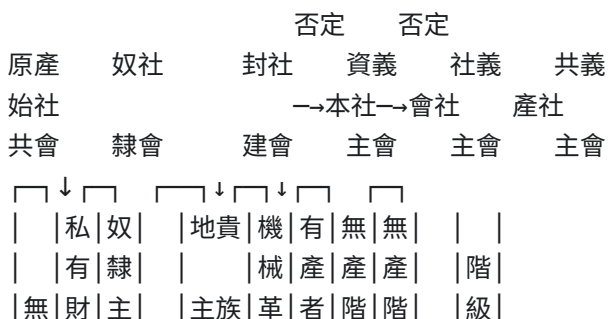 否定 否定
原產 奴社 封社 資義 社義 共義
始社 ─→本社─→會社 產社
共會 隸會 建會 主會 主會 主會
↓ ↓ ↓
私 奴 地貴 機 有 無 無
有 隸 械 產 產 產 階
無 財 主 主族 革 者 階 階 級